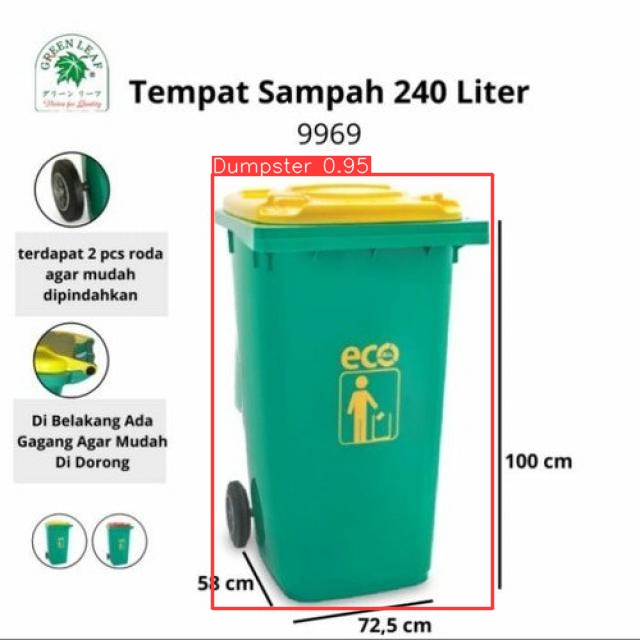 GREEN LEAF
グリーン リーフ
Vision for Quality
Tempat Sampah 240 Liter
9969
Dumpster 0.95
terdapat 2 pcs roda
agar mudah
dipindahkan
eco
Di Belakang Ada
Gagang Agar Mudah
Di Dorong
100 cm
58 cm
72,5 cm